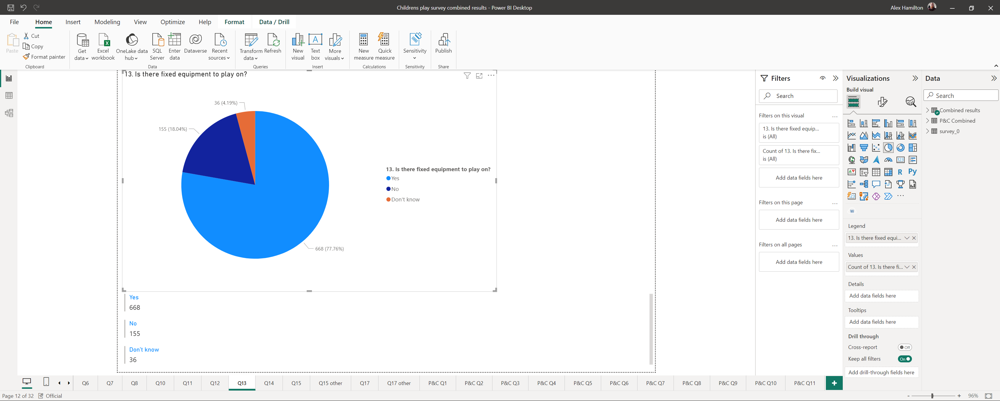 Childrens play survey combined results - Power BI Desktop
Alex Hamilton
File Home Insert Modeling View Optimize Help Format Data / Drill
Paste
Cut
Copy
Format painter
Clipboard
Get data
Excel workbook
OneLake data hub
SQL Server
Enter data
Dataverse
Recent sources
Data
Transform data
Refresh
Queries
New visual
Text box
More visuals
Insert
New measure
Quick measure
Calculations
Sensitivity
Sensitivity
Publish
Share
13. Is there fixed equipment to play on?
36 (4.19%)
155 (18.04%)
668 (77.76%)
13. Is there fixed equipment to play on?
Yes
No
Don't know
Yes
668
No
155
Don't know
36
Filters
Search
Filters on this visual
...
13. Is there fixed equip...
is (All)
Count of 13. Is there fix...
is (All)
Add data fields here
Filters on this page
...
Add data fields here
Filters on all pages
...
Add data fields here
Visualizations
Build visual
123
R
Py
123
...
W
Legend
13. Is there fixed equi...
Values
Count of 13. Is there fi...
Details
Add data fields here
Tooltips
Add data fields here
Drill through
Cross-report
Off
Keep all filters
On
Add drill-through fields here
Data
Search
Combined results
P&C Combined
survey_0
Q6 Q7 Q8 Q10 Q11 Q12 Q13 Q14 Q15 Q15 other Q17 Q17 other P&C Q1 P&C Q2 P&C Q3 P&C Q4 P&C Q5 P&C Q6 P&C Q7 P&C Q8 P&C Q9 P&C Q10 P&C Q11 +
Page 12 of 32 Official
- + 96%